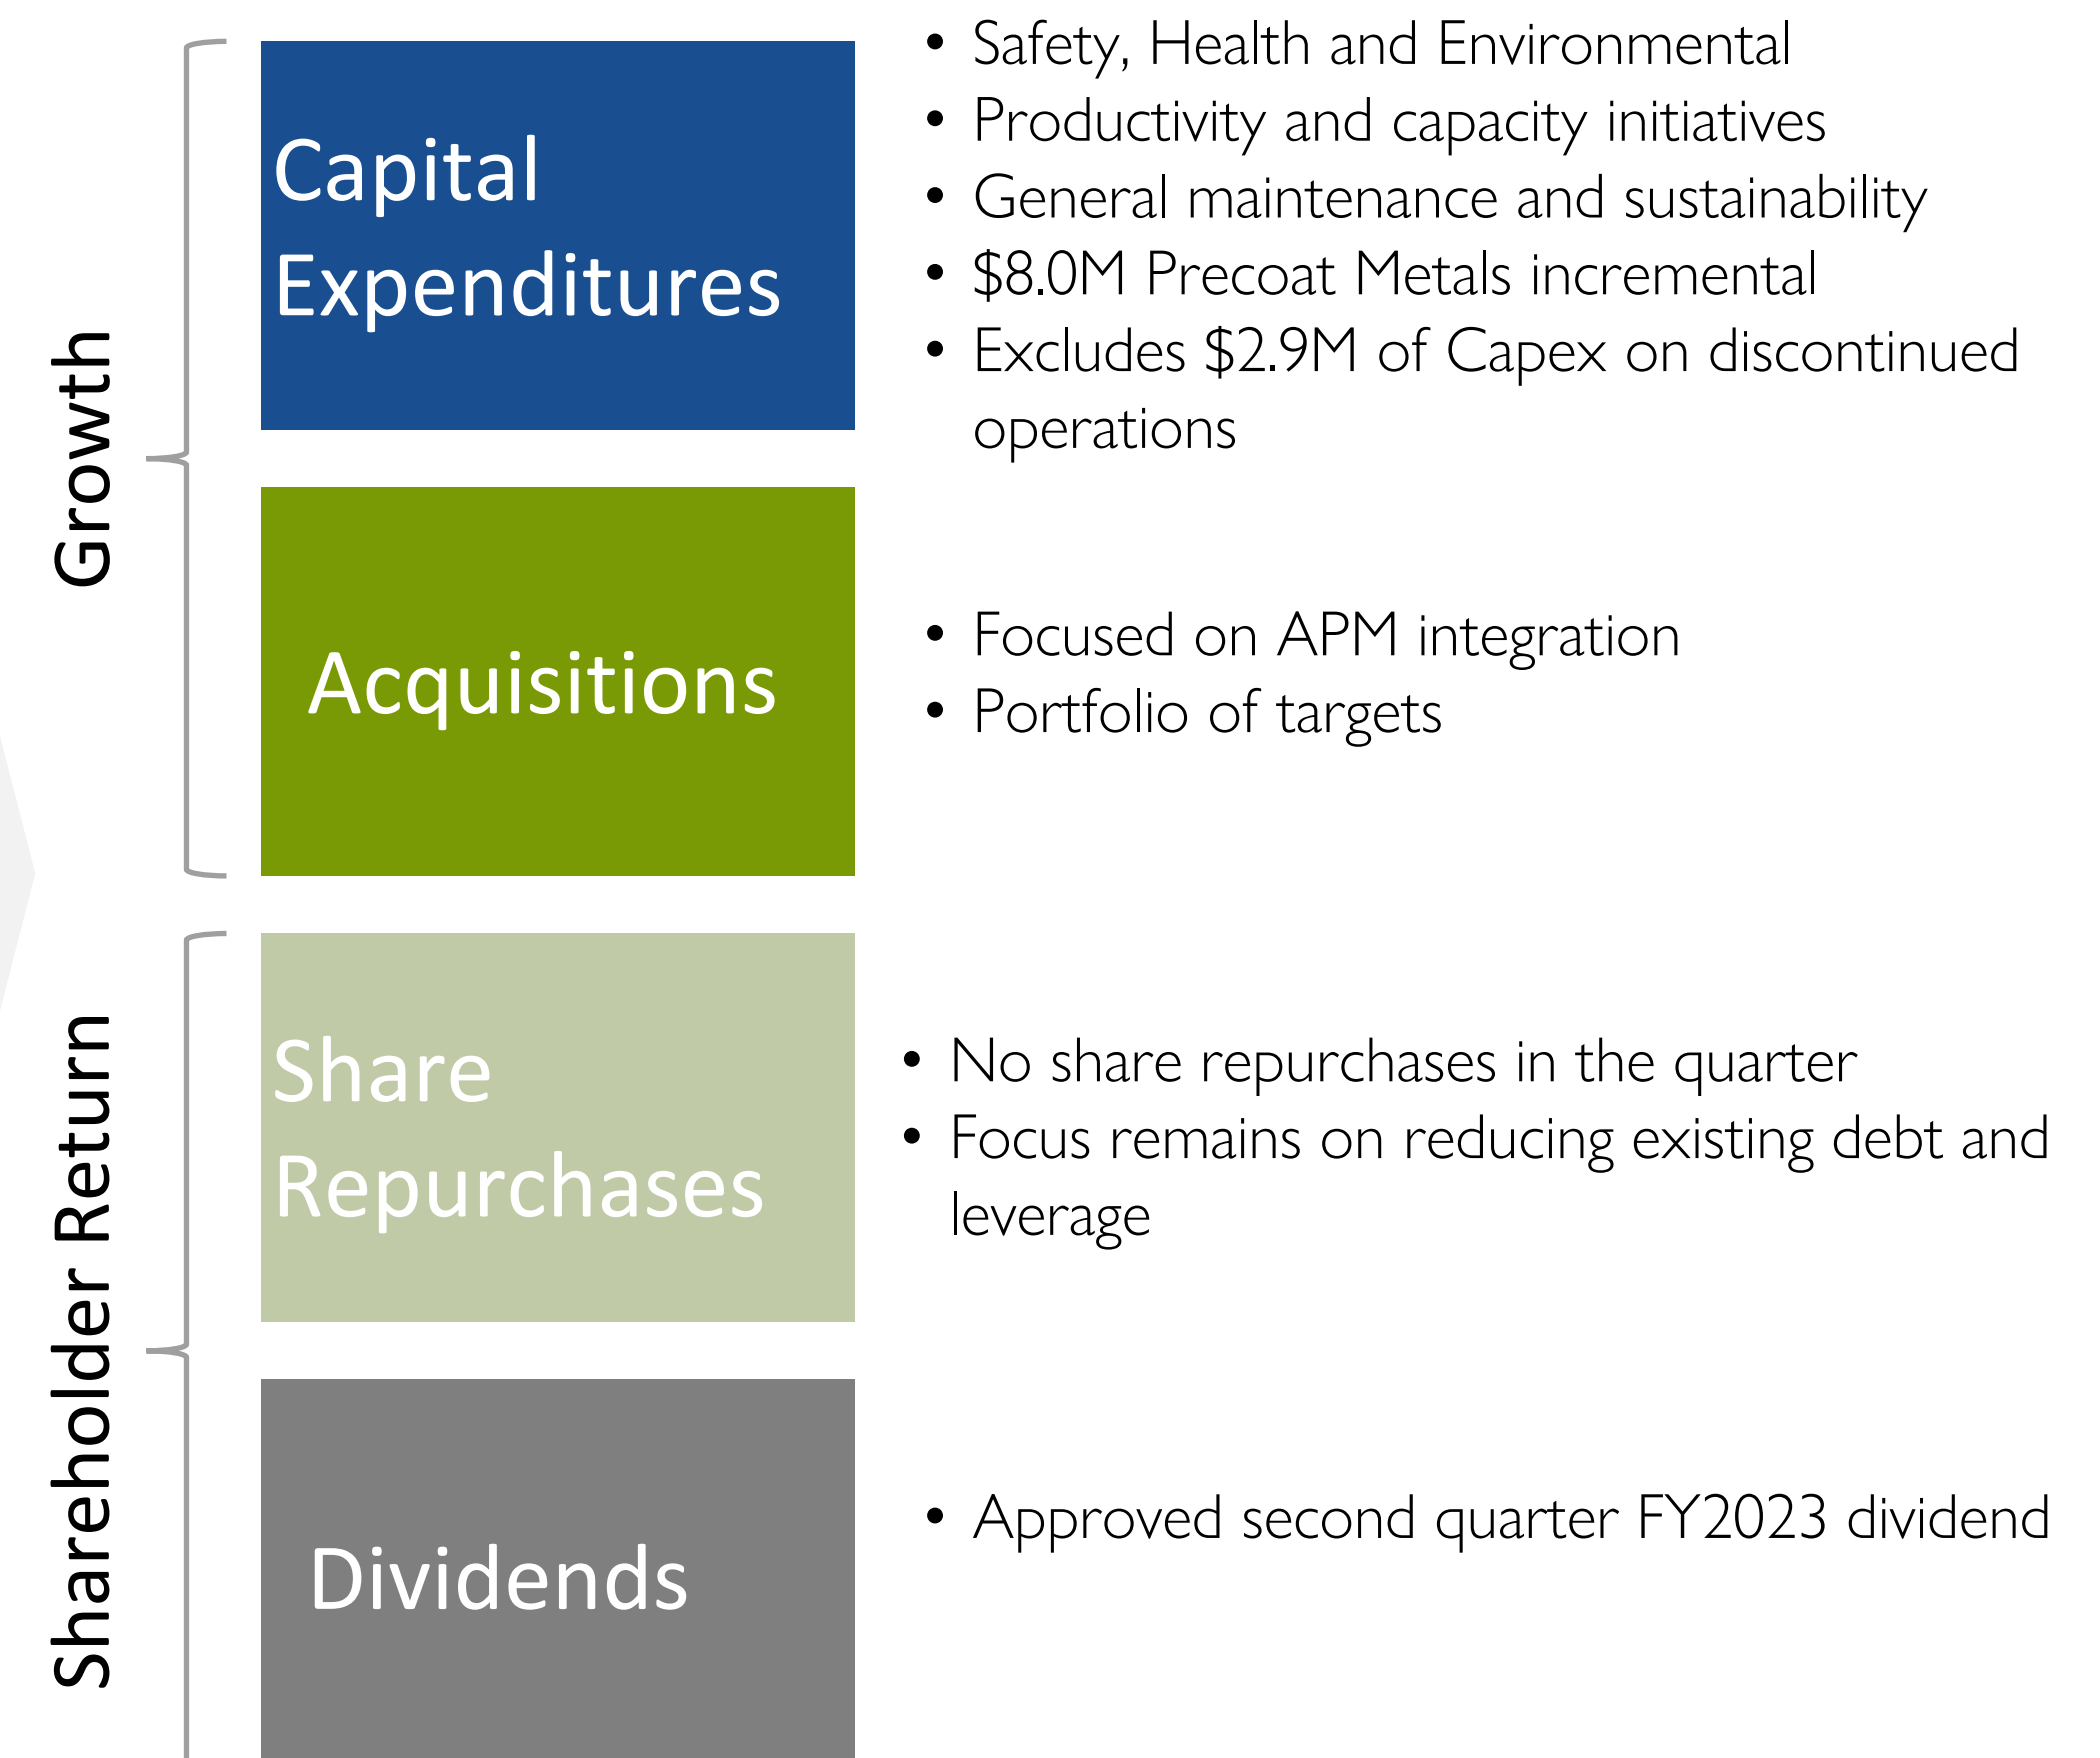 Growth
Capital
Expenditures
• Safety, Health and Environmental
• Productivity and capacity initiatives
• General maintenance and sustainability
• $8.0M Precoat Metals incremental
• Excludes $2.9M of Capex on discontinued
operations
Acquisitions
• Focused on APM integration
• Portfolio of targets
Shareholder Return
Share
Repurchases
• No share repurchases in the quarter
• Focus remains on reducing existing debt and
leverage
Dividends
• Approved second quarter FY2023 dividend